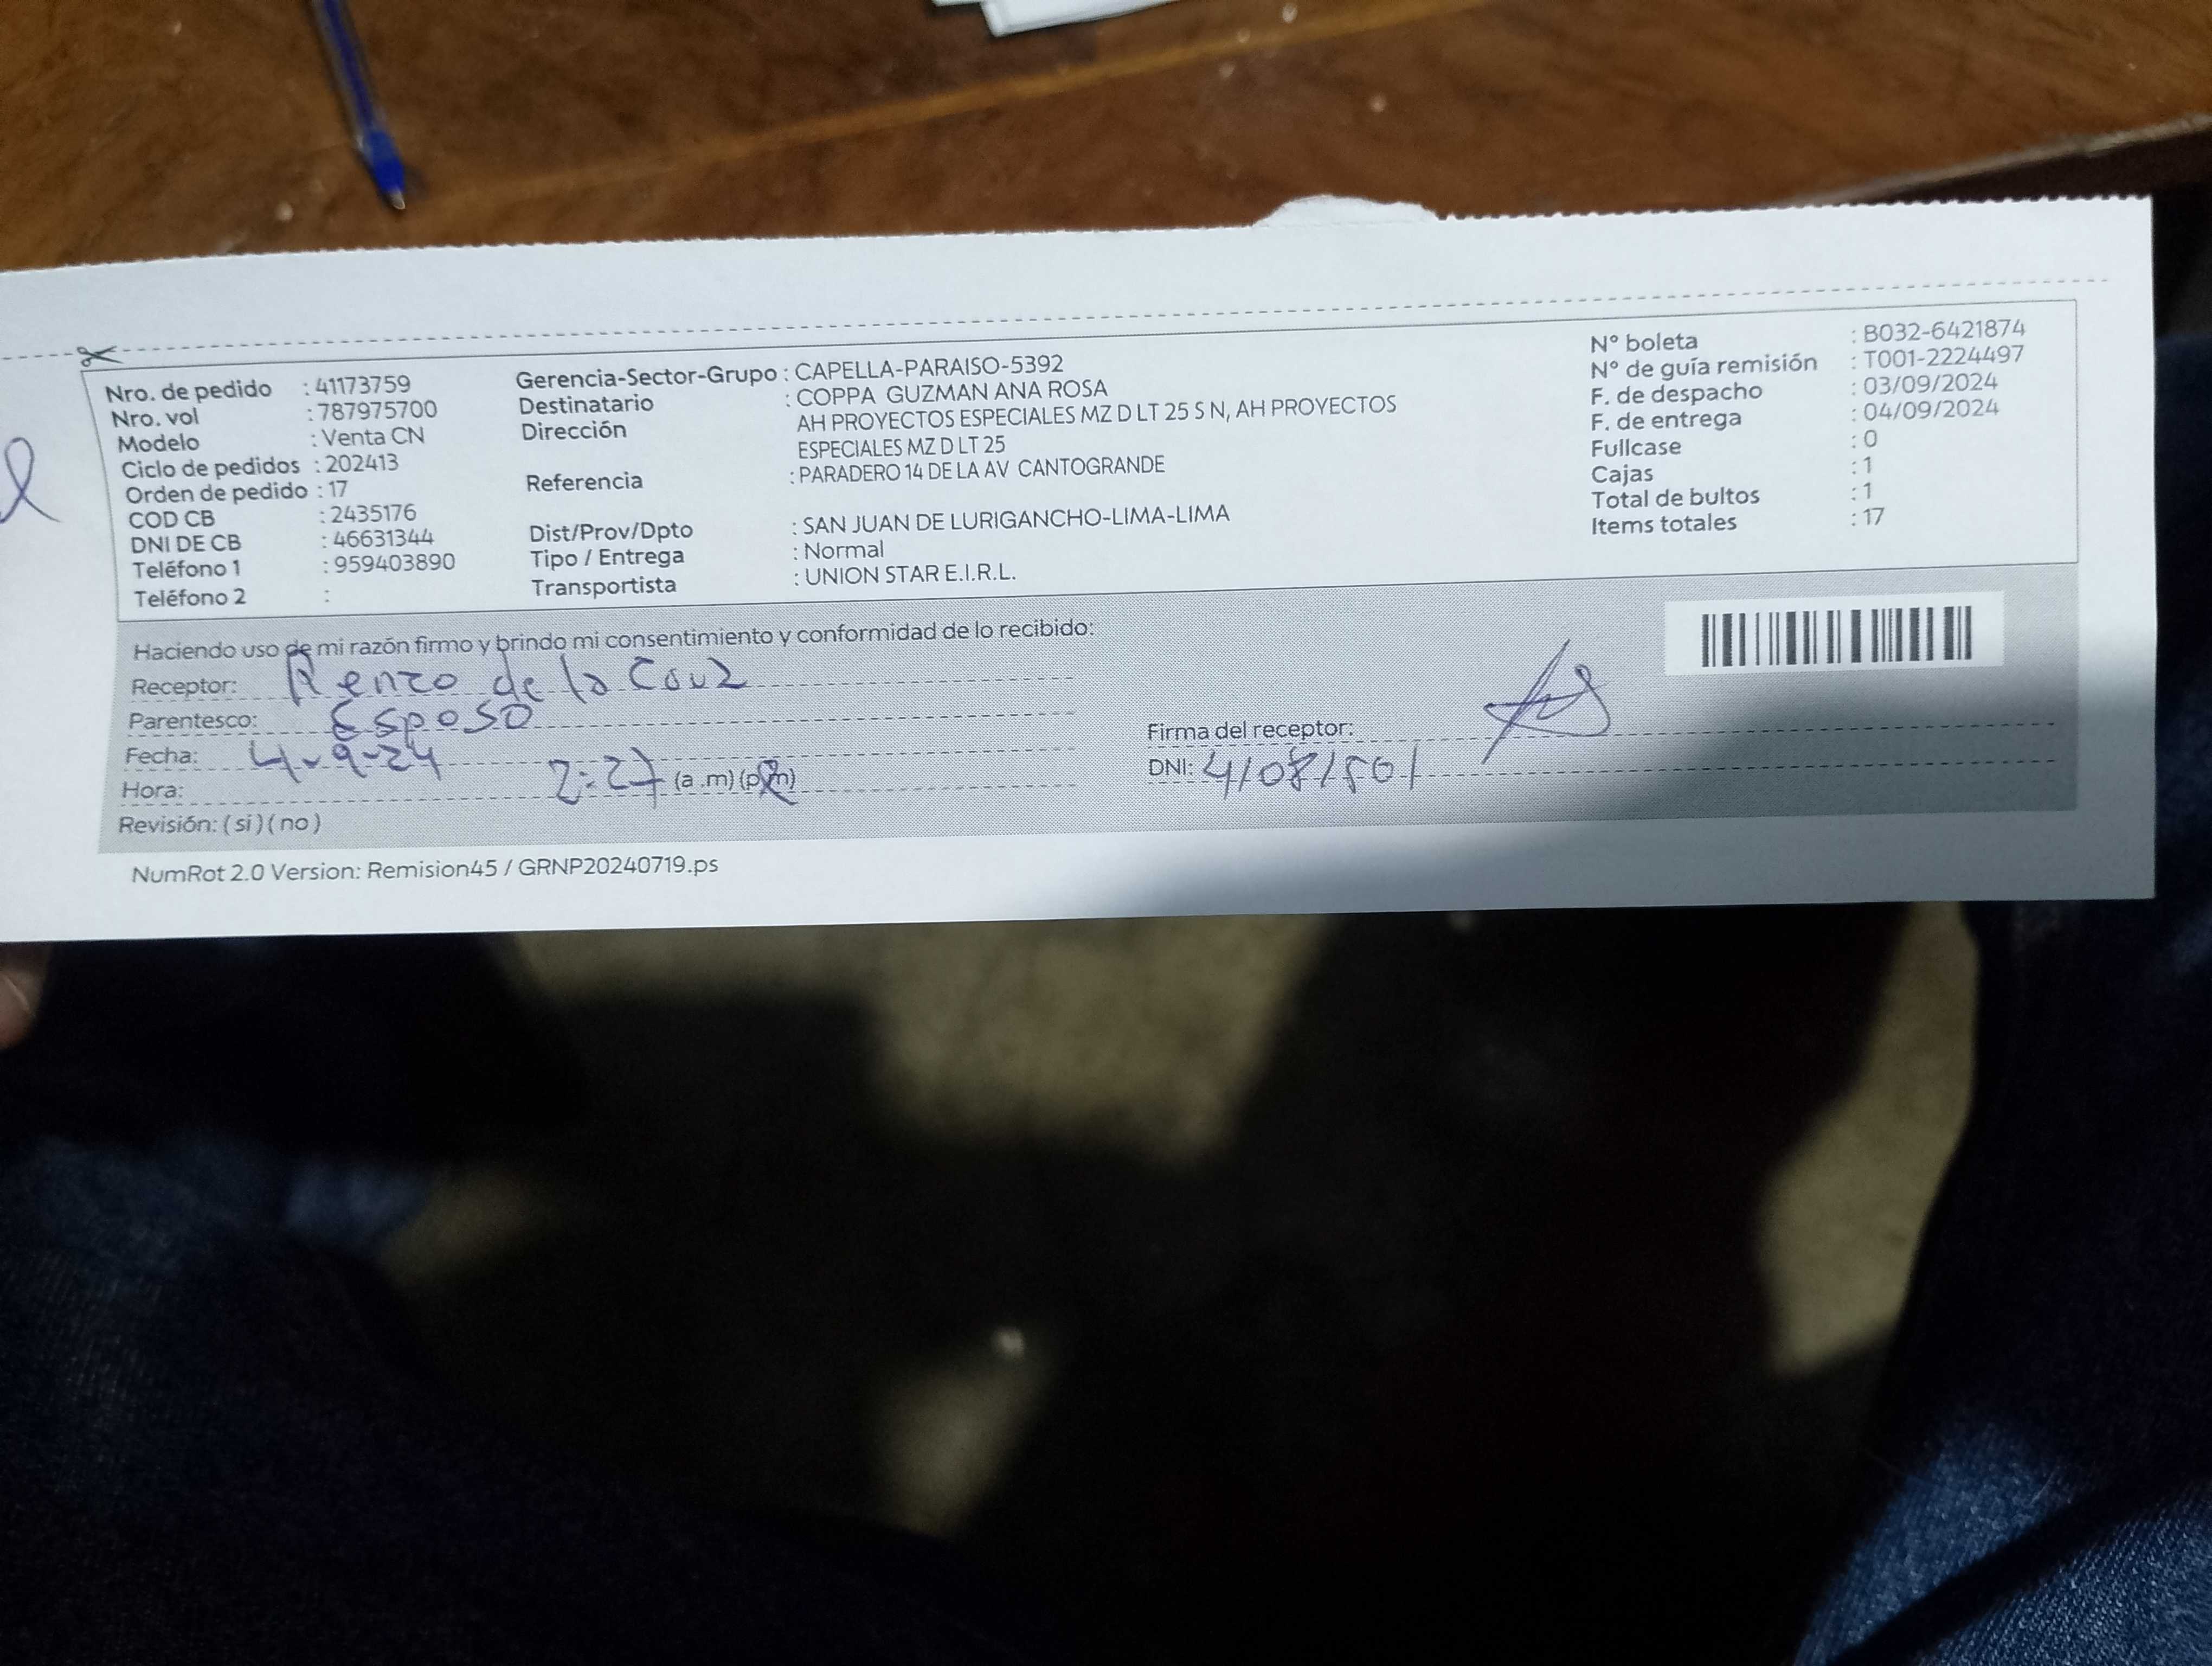 Nro. de pedido : 41173759
Nro. vol : 787975700
Modelo : Venta CN
Ciclo de pedidos : 202413
Orden de pedido : 17
COD CB : 2435176
DNI DE CB : 46631344
Teléfono 1 : 959403890
Teléfono 2 :
Gerencia-Sector-Grupo : CAPELLA-PARAISO-5392
Destinatario : COPPA GUZMAN ANA ROSA
Dirección AH PROYECTOS ESPECIALES MZ D LT 25 S N, AH PROYECTOS
ESPECIALES MZ D LT 25
Referencia : PARADERO 14 DE LA AV CANTOGRANDE
Dist/Prov/Dpto : SAN JUAN DE LURIGANCHO-LIMA-LIMA
Tipo / Entrega : Normal
Transportista : UNION STAR E.I.R.L.
N° boleta : B032-6421874
N° de guía remisión : T001-2224497
F. de despacho : 03/09/2024
F. de entrega : 04/09/2024
Fullcase : 0
Cajas : 1
Total de bultos : 1
Items totales : 17
Haciendo uso de mi razón firmo y brindo mi consentimiento y conformidad de lo recibido:
Receptor: Renzo de la Cruz
Parentesco: Esposo
Fecha: 4-9-24
Hora: 2:27 (a .m) (p.m)
Revisión: ( si ) ( no )
Firma del receptor:
DNI:
NumRot 2.0 Version: Remision45 / GRNP20240719.ps